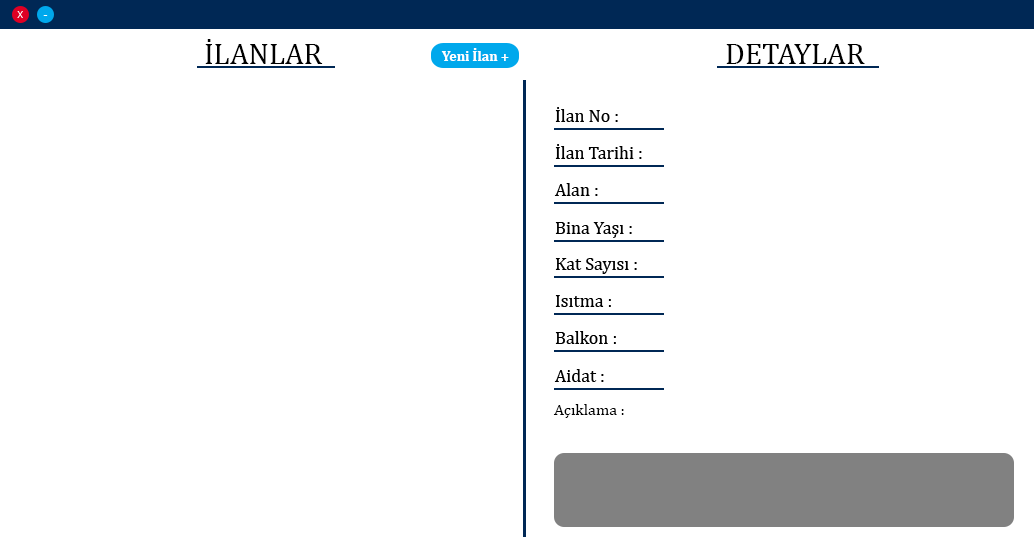 X -
İLANLAR
Yeni İlan +
DETAYLAR
İlan No :
İlan Tarihi :
Alan :
Bina Yaşı :
Kat Sayısı :
Isıtma :
Balkon :
Aidat :
Açıklama :